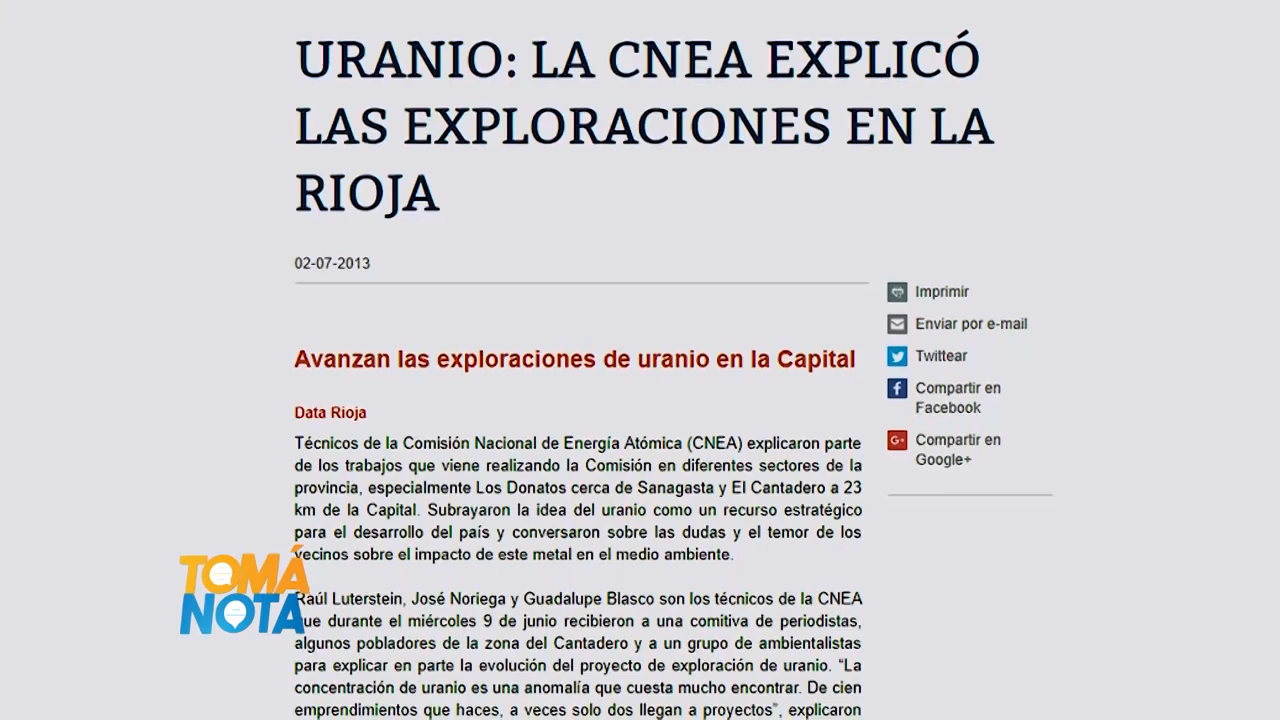 URANIO: LA CNEA EXPLICÓ
LAS EXPLORACIONES EN LA
RIOJA
02-07-2013
Imprimir
Enviar por e-mail
Twittear
Compartir en
Facebook
Compartir en
Google+
Avanzan las exploraciones de uranio en la Capital
Data Rioja
Técnicos de la Comisión Nacional de Energía Atómica (CNEA) explicaron parte
de los trabajos que viene realizando la Comisión en diferentes sectores de la
provincia, especialmente Los Donatos cerca de Sanagasta y El Cantadero a 23
km de la Capital. Subrayaron la idea del uranio como un recurso estratégico
para el desarrollo del país y conversaron sobre las dudas y el temor de los
vecinos sobre el impacto de este metal en el medio ambiente.
Raúl Luterstein, José Noriega y Guadalupe Blasco son los técnicos de la CNEA
que durante el miércoles 9 de junio recibieron a una comitiva de periodistas,
algunos pobladores de la zona del Cantadero y a un grupo de ambientalistas
para explicar en parte la evolución del proyecto de exploración de uranio. “La
concentración de uranio es una anomalía que cuesta mucho encontrar. De cien
emprendimientos que haces, a veces solo dos llegan a proyectos”, explicaron
TOMÁ
NOTA